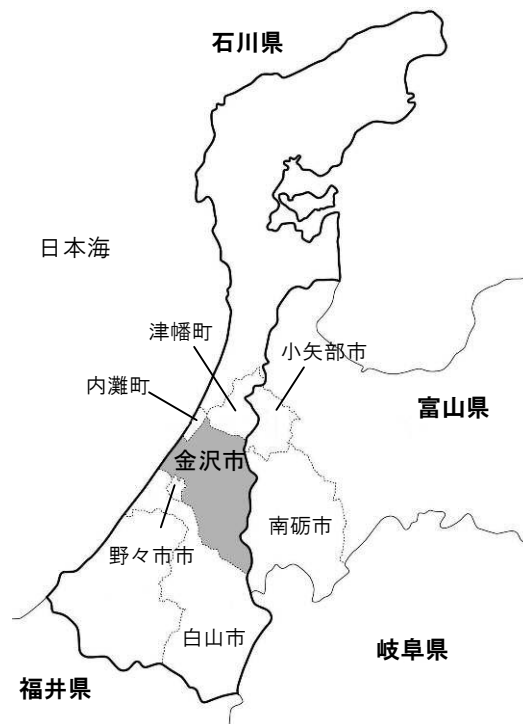 石川県
日本海
津幡町
小矢部市
内灘町
富山県
金沢市
南砺市
野々市市
白山市
岐阜県
福井県